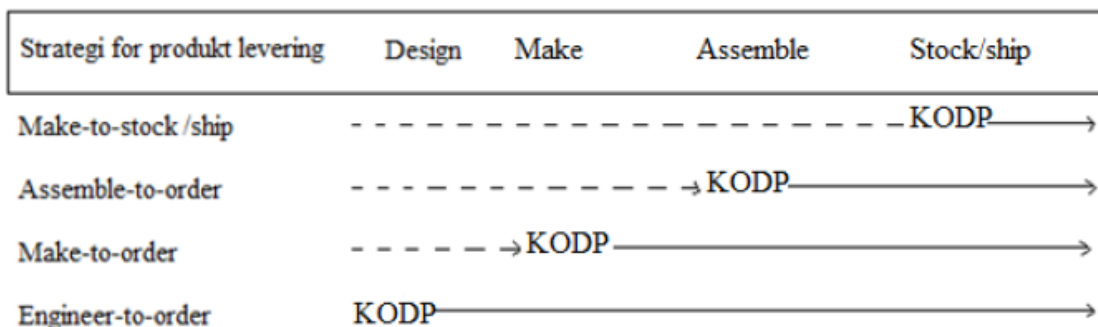 Strategi for produkt levering Design Make Assemble Stock/ship
Make-to-stock /ship KODP
Assemble-to-order KODP
Make-to-order KODP
Engineer-to-order KODP